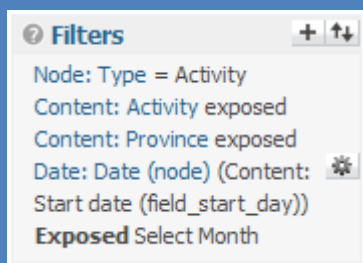 Filters
Node: Type = Activity
Content: Activity exposed
Content: Province exposed
Date: Date (node) (Content:
Start date (field_start_day))
Exposed Select Month